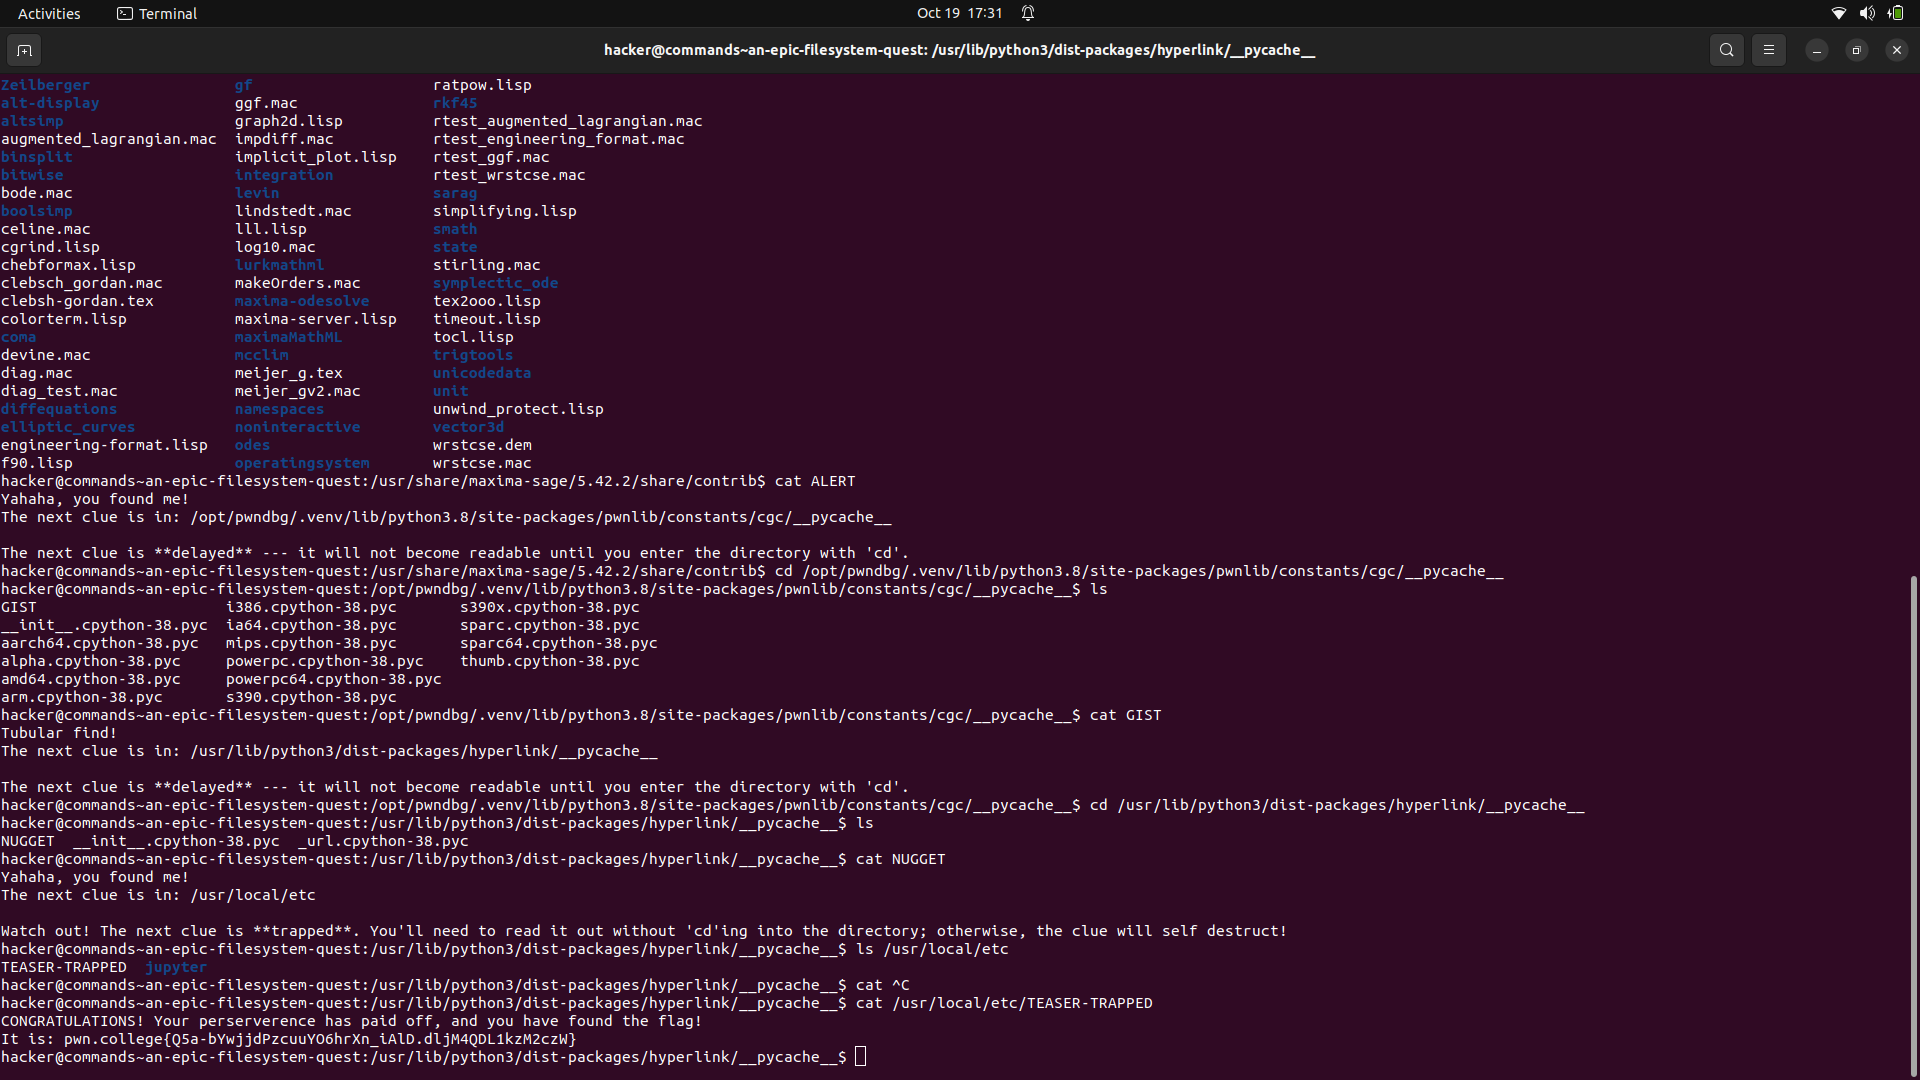 Activities Terminal Oct 19 17:31
hacker@commands~an-epic-filesystem-quest: /usr/lib/python3/dist-packages/hyperlink/__pycache__
Zeilberger gf ratpow.lisp
alt-display ggf.mac rkf45
altsimp graph2d.lisp rtest_augmented_lagrangian.mac
augmented_lagrangian.mac impdiff.mac rtest_engineering_format.mac
binsplit implicit_plot.lisp rtest_ggf.mac
bitwise integration rtest_wrstcse.mac
bode.mac levin sarag
boolsimp lindstedt.mac simplifying.lisp
celine.mac lll.lisp smath
cgrind.lisp log10.mac state
chebformax.lisp lurkmathml stirling.mac
clebsch_gordan.mac makeOrders.mac symplectic_ode
clebsh-gordan.tex maxima-odesolve tex2ooo.lisp
colorterm.lisp maxima-server.lisp timeout.lisp
coma maximaMathML tocl.lisp
devine.mac mcclim trigtools
diag.mac meijer_g.tex unicodedata
diag_test.mac meijer_gv2.mac unit
diffequations namespaces unwind_protect.lisp
elliptic_curves noninteractive vector3d
engineering-format.lisp odes wrstcse.dem
f90.lisp operatingsystem wrstcse.mac
hacker@commands~an-epic-filesystem-quest:/usr/share/maxima-sage/5.42.2/share/contrib$ cat ALERT
Yahaha, you found me!
The next clue is in: /opt/pwndbg/.venv/lib/python3.8/site-packages/pwnlib/constants/cgc/__pycache__
The next clue is **delayed** --- it will not become readable until you enter the directory with 'cd'.
hacker@commands~an-epic-filesystem-quest:/usr/share/maxima-sage/5.42.2/share/contrib$ cd /opt/pwndbg/.venv/lib/python3.8/site-packages/pwnlib/constants/cgc/__pycache__
hacker@commands~an-epic-filesystem-quest:/opt/pwndbg/.venv/lib/python3.8/site-packages/pwnlib/constants/cgc/__pycache__$ ls
GIST i386.cpython-38.pyc s390x.cpython-38.pyc
__init__.cpython-38.pyc ia64.cpython-38.pyc sparc.cpython-38.pyc
aarch64.cpython-38.pyc mips.cpython-38.pyc sparc64.cpython-38.pyc
alpha.cpython-38.pyc powerpc.cpython-38.pyc thumb.cpython-38.pyc
amd64.cpython-38.pyc powerpc64.cpython-38.pyc
arm.cpython-38.pyc s390.cpython-38.pyc
hacker@commands~an-epic-filesystem-quest:/opt/pwndbg/.venv/lib/python3.8/site-packages/pwnlib/constants/cgc/__pycache__$ cat GIST
Tubular find!
The next clue is in: /usr/lib/python3/dist-packages/hyperlink/__pycache__
The next clue is **delayed** --- it will not become readable until you enter the directory with 'cd'.
hacker@commands~an-epic-filesystem-quest:/opt/pwndbg/.venv/lib/python3.8/site-packages/pwnlib/constants/cgc/__pycache__$ cd /usr/lib/python3/dist-packages/hyperlink/__pycache__
hacker@commands~an-epic-filesystem-quest:/usr/lib/python3/dist-packages/hyperlink/__pycache__$ ls
NUGGET __init__.cpython-38.pyc _url.cpython-38.pyc
hacker@commands~an-epic-filesystem-quest:/usr/lib/python3/dist-packages/hyperlink/__pycache__$ cat NUGGET
Yahaha, you found me!
The next clue is in: /usr/local/etc
Watch out! The next clue is **trapped**. You'll need to read it out without 'cd'ing into the directory; otherwise, the clue will self destruct!
hacker@commands~an-epic-filesystem-quest:/usr/lib/python3/dist-packages/hyperlink/__pycache__$ ls /usr/local/etc
TEASER-TRAPPED jupyter
hacker@commands~an-epic-filesystem-quest:/usr/lib/python3/dist-packages/hyperlink/__pycache__$ cat ^C
hacker@commands~an-epic-filesystem-quest:/usr/lib/python3/dist-packages/hyperlink/__pycache__$ cat /usr/local/etc/TEASER-TRAPPED
CONGRATULATIONS! Your perserverence has paid off, and you have found the flag!
It is: pwn.college{Q5a-bYwjjdPzcuuYO6hrXn_iAlD.dljM4QDL1kzM2czW}
hacker@commands~an-epic-filesystem-quest:/usr/lib/python3/dist-packages/hyperlink/__pycache__$